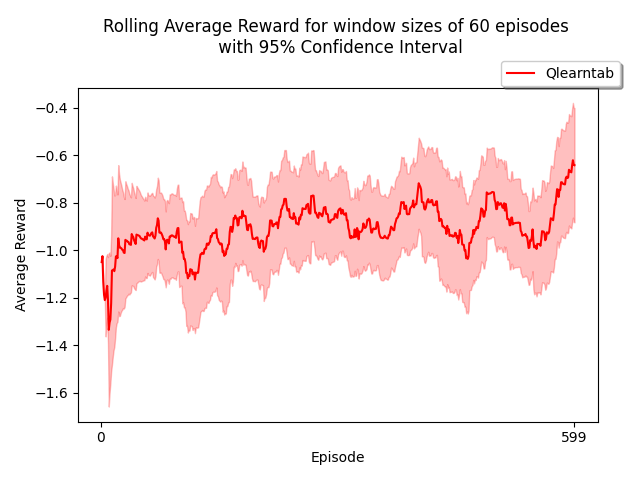 Rolling Average Reward for window sizes of 60 episodes
with 95% Confidence Interval
Qlearntab
−0.4
−0.6
−0.8
−1.0
−1.2
−1.4
−1.6
Average Reward
0
599
Episode